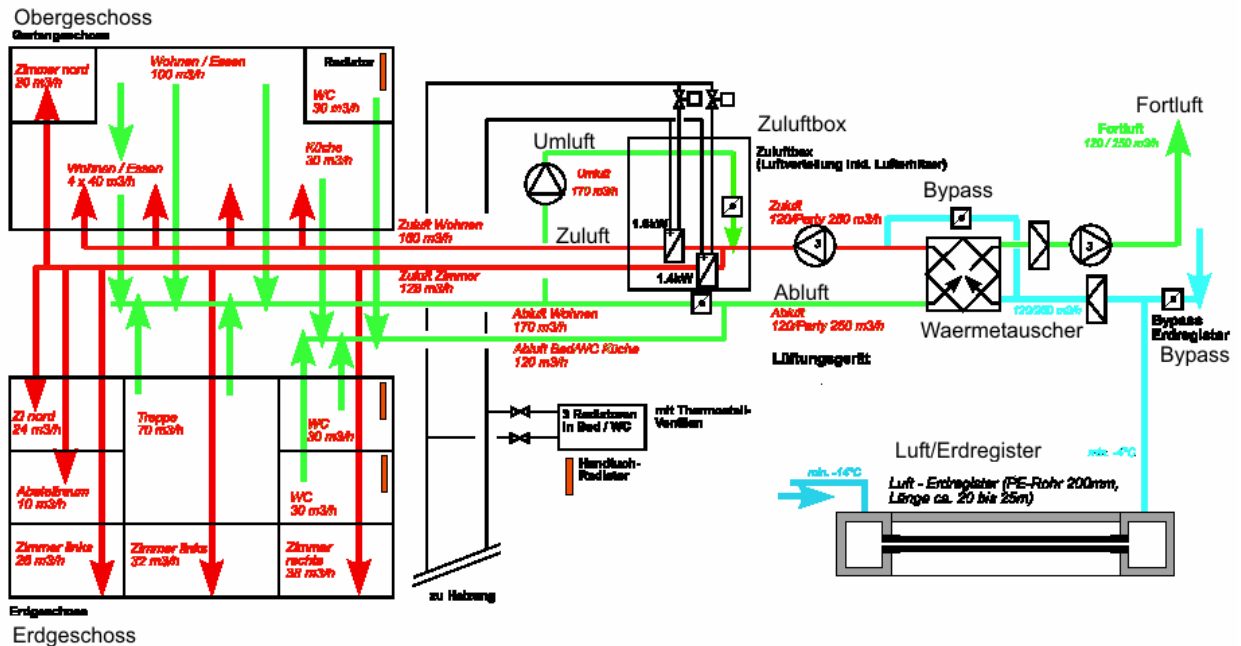 Obergeschoss
Gartengeschoss
Zimmer nord
20 m3/h
Wohnen / Essen
100 m3/h
Radiator
WC
30 m3/h
Küche
30 m3/h
Wohnen / Essen
4 x 40 m3/h
Umluft
Umluft
170 m3/h
Zuluftbox
Zuluftbox
(Luftverteilung inkl. Lufterhitzer)
Fortluft
Fortluft
120 / 250 m3/h
Bypass
Zuluft
120/Party 250 m3/h
3
3
Zuluft Wohnen
160 m3/h
Zuluft
1.6kW
Zuluft Zimmer
128 m3/h
1.4kW
Abluft
Abluft Wohnen
170 m3/h
Abluft
120/Party 250 m3/h
Abluft Bad/WC Küche
120 m3/h
Waermetauscher
120/250 m3/h
Bypass
Erdregister
Bypass
Lüftungsgerät
Zi nord
24 m3/h
Treppe
70 m3/h
WC
30 m3/h
Abstellraum
10 m3/h
WC
30 m3/h
Zimmer links
26 m3/h
Zimmer links
32 m3/h
Zimmer
rechts
38 m3/h
3 Radiatoren
in Bad / WC
mit Thermostat-
Ventilen
Handtuch-
Radiator
zu Heizung
Luft/Erdregister
min. -14°C
min. -4°C
Luft - Erdregister (PE-Rohr 200mm,
Länge ca. 20 bis 25m)
Erdgeschoss
Erdgeschoss